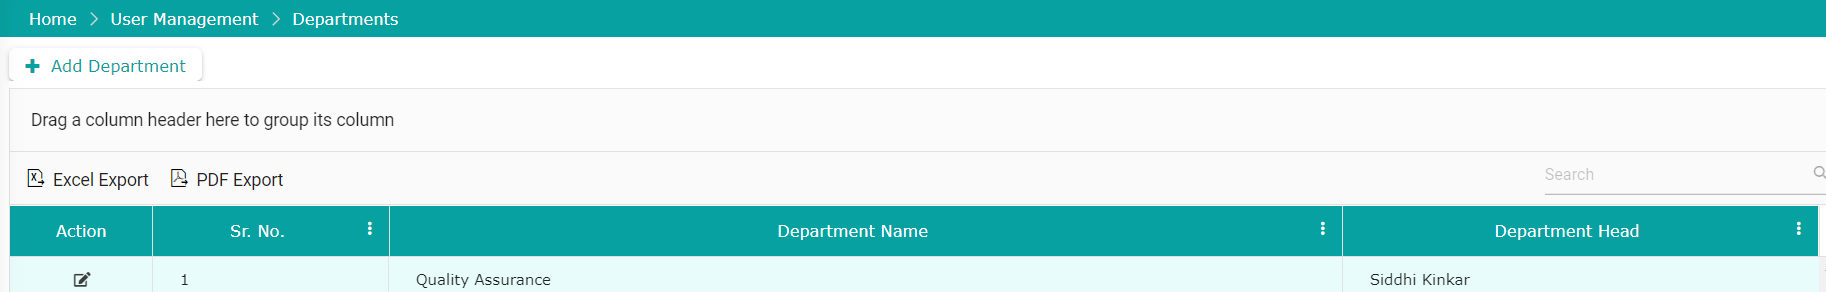 Home > User Management > Departments
+ Add Department
Drag a column header here to group its column
Excel Export PDF Export Search
Action Sr. No. Department Name Department Head
1 Quality Assurance Siddhi Kinkar